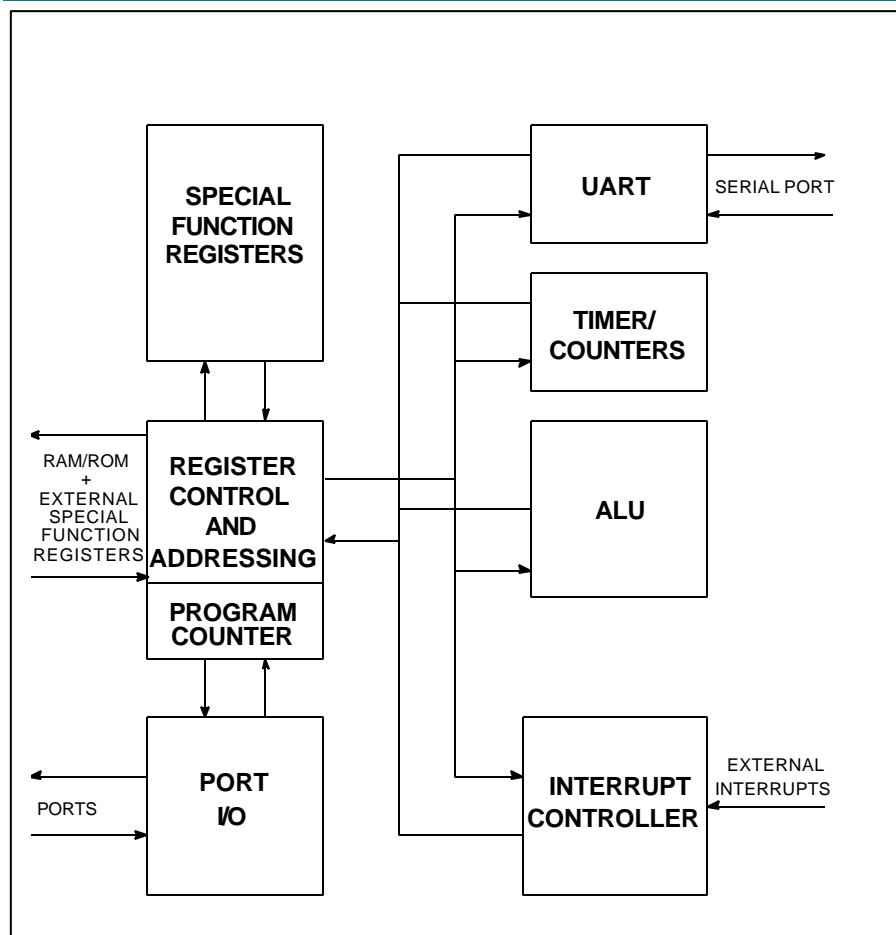 SPECIAL
FUNCTION
REGISTERS
UART
SERIAL PORT
TIMER/
COUNTERS
RAM/ROM
+
EXTERNAL
SPECIAL
FUNCTION
REGISTERS
REGISTER
CONTROL
AND
ADDRESSING
ALU
PROGRAM
COUNTER
PORTS
PORT
I/O
INTERRUPT
CONTROLLER
EXTERNAL
INTERRUPTS